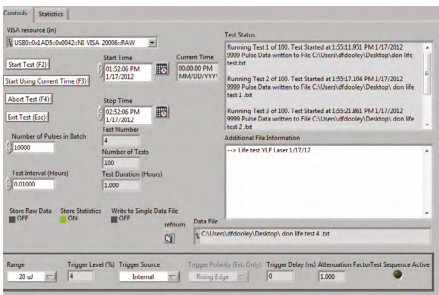 Controls
Statistics
VISA resource (In)
USB0::0x1AD5::0x0042::NI-VISA-20006::RAW
Start Test (F2)
Start Using Current Time (F3)
Abort Test (F4)
Exit Test (Esc)
Start Time
01:52:06 PM
1/17/2012
Current Time
00:00:00 PM
MM/DD/YYYY
Stop Time
02:52:06 PM
1/17/2012
Test Number
4
Number of Tests
100
Number of Pulses in Batch
10000
Test Interval (Hours)
0.01000
Test Duration (Hours)
1.000
Store Raw Data
OFF
Store Statistics
ON
Write to Single Data File
OFF
Test Status
Running Test 1 of 100. Test Started at 1:55:11.951 PM 1/17/2012
9999 Pulse Data written to File C:\Users\dfdooley\Desktop\ don life
test .txt
Running Test 2 of 100. Test Started at 1:55:17.104 PM 1/17/2012
9999 Pulse Data written to File C:\Users\dfdooley\Desktop\ don life
test 1 .txt
Running Test 3 of 100. Test Started at 1:55:21.861 PM 1/17/2012
9999 Pulse Data written to File C:\Users\dfdooley\Desktop\ don life
test 2 .txt
Additional File Information
--> Life test YLF Laser 1/17/12
refnum
Data File
C:\Users\dfdooley\Desktop\ don life test 4 .txt
Range
20 uJ
Trigger Level (%)
4
Trigger Source
Internal
Trigger Polarity (Ext. Only)
Rising Edge
Trigger Delay (ns)
0
Attenuation Factor
1.000
Test Sequence Active